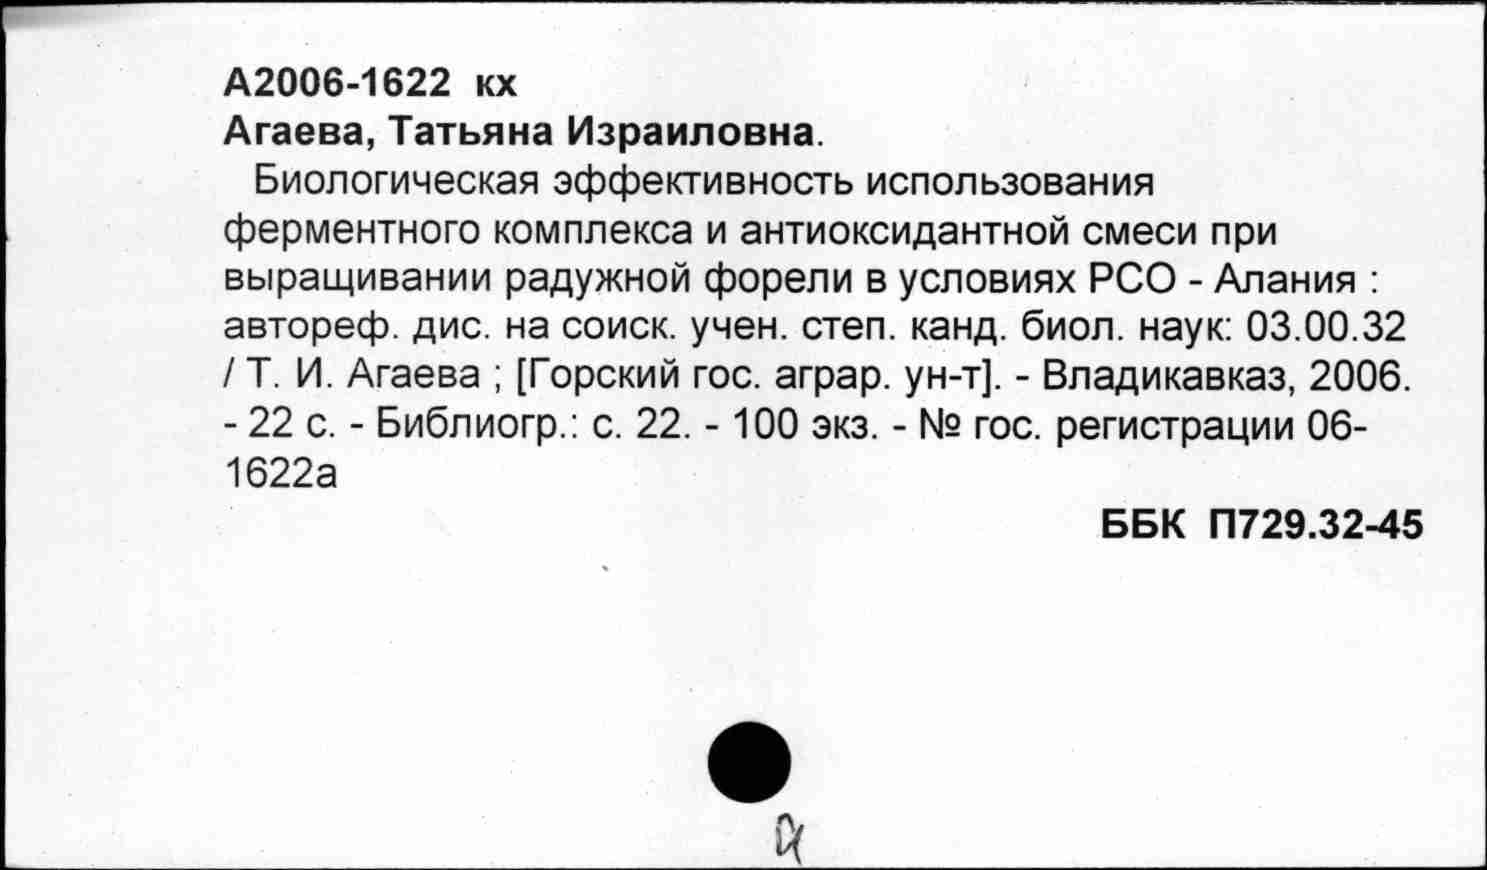 А2006-1622 кх
Агаева, Татьяна Израиловна.
Биологическая эффективность использования
ферментного комплекса и антиоксидантной смеси при
выращивании радужной форели в условиях РСО - Алания :
автореф. дис. на соиск. учен. степ. канд. биол. наук: 03.00.32
/ Т. И. Агаева ; [Горский гос. аграр. ун-т]. - Владикавказ, 2006.
- 22 с. - Библиогр.: с. 22. - 100 экз. - № гос. регистрации 06-
1622а
ББК П729.32-45